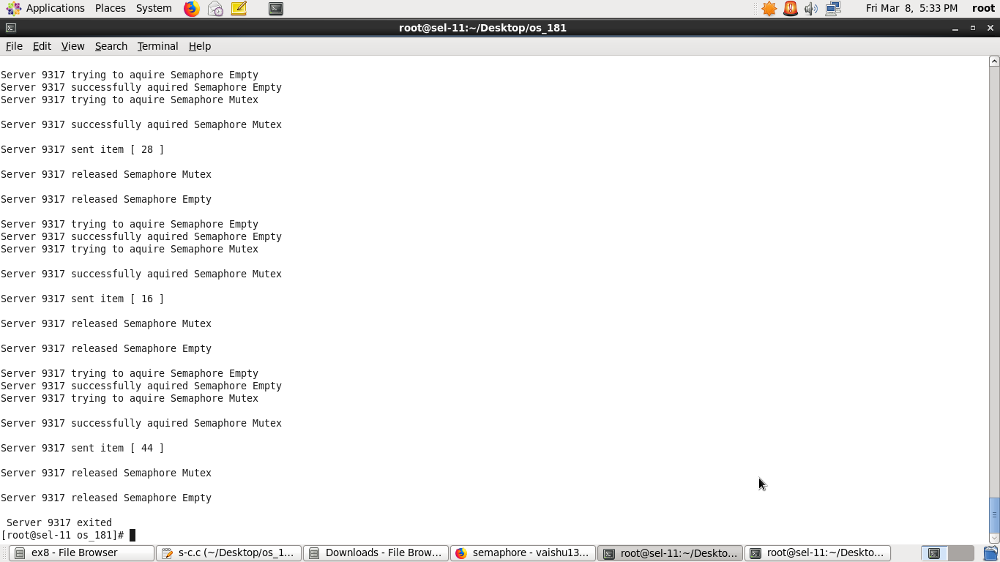 Applications Places System Fri Mar 8, 5:33 PM root
root@sel-11:~/Desktop/os_181
File Edit View Search Terminal Help
Server 9317 trying to aquire Semaphore Empty
Server 9317 successfully aquired Semaphore Empty
Server 9317 trying to aquire Semaphore Mutex
Server 9317 successfully aquired Semaphore Mutex
Server 9317 sent item [ 28 ]
Server 9317 released Semaphore Mutex
Server 9317 released Semaphore Empty
Server 9317 trying to aquire Semaphore Empty
Server 9317 successfully aquired Semaphore Empty
Server 9317 trying to aquire Semaphore Mutex
Server 9317 successfully aquired Semaphore Mutex
Server 9317 sent item [ 16 ]
Server 9317 released Semaphore Mutex
Server 9317 released Semaphore Empty
Server 9317 trying to aquire Semaphore Empty
Server 9317 successfully aquired Semaphore Empty
Server 9317 trying to aquire Semaphore Mutex
Server 9317 successfully aquired Semaphore Mutex
Server 9317 sent item [ 44 ]
Server 9317 released Semaphore Mutex
Server 9317 released Semaphore Empty
Server 9317 exited
[root@sel-11 os_181]#
ex8 - File Browser s-c.c (~/Desktop/os_1... Downloads - File Brow... semaphore - vaishu13... root@sel-11:~/Deskto... root@sel-11:~/Deskto...